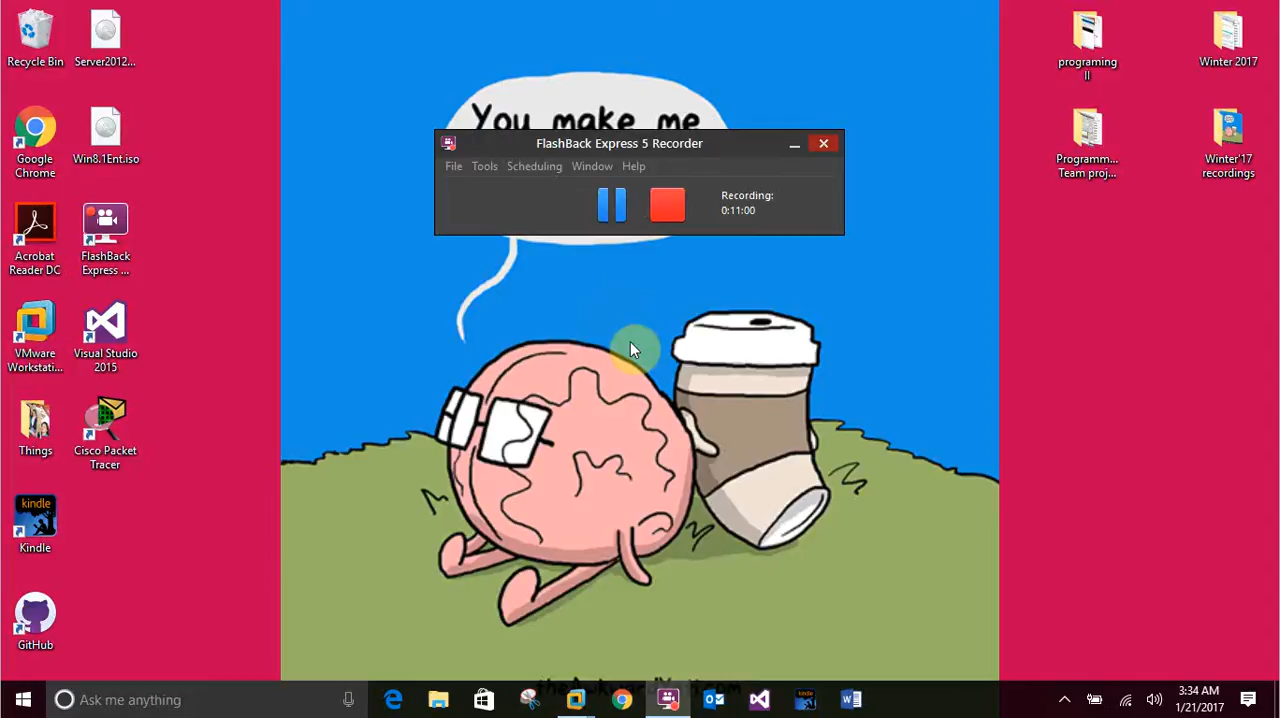 Recycle Bin
Server2012...
Google
Chrome
Win8.1Ent.iso
Acrobat
Reader DC
FlashBack
Express ...
VMware
Workstati...
Visual Studio
2015
Things
Cisco Packet
Tracer
kindle
Kindle
GitHub
You make me
FlashBack Express 5 Recorder
File Tools Scheduling Window Help
Recording:
0:11:00
programing
II
Winter 2017
Programm...
Team proj...
Winter'17
recordings
theAwkwardYeti.com
Ask me anything
3:34 AM
1/21/2017